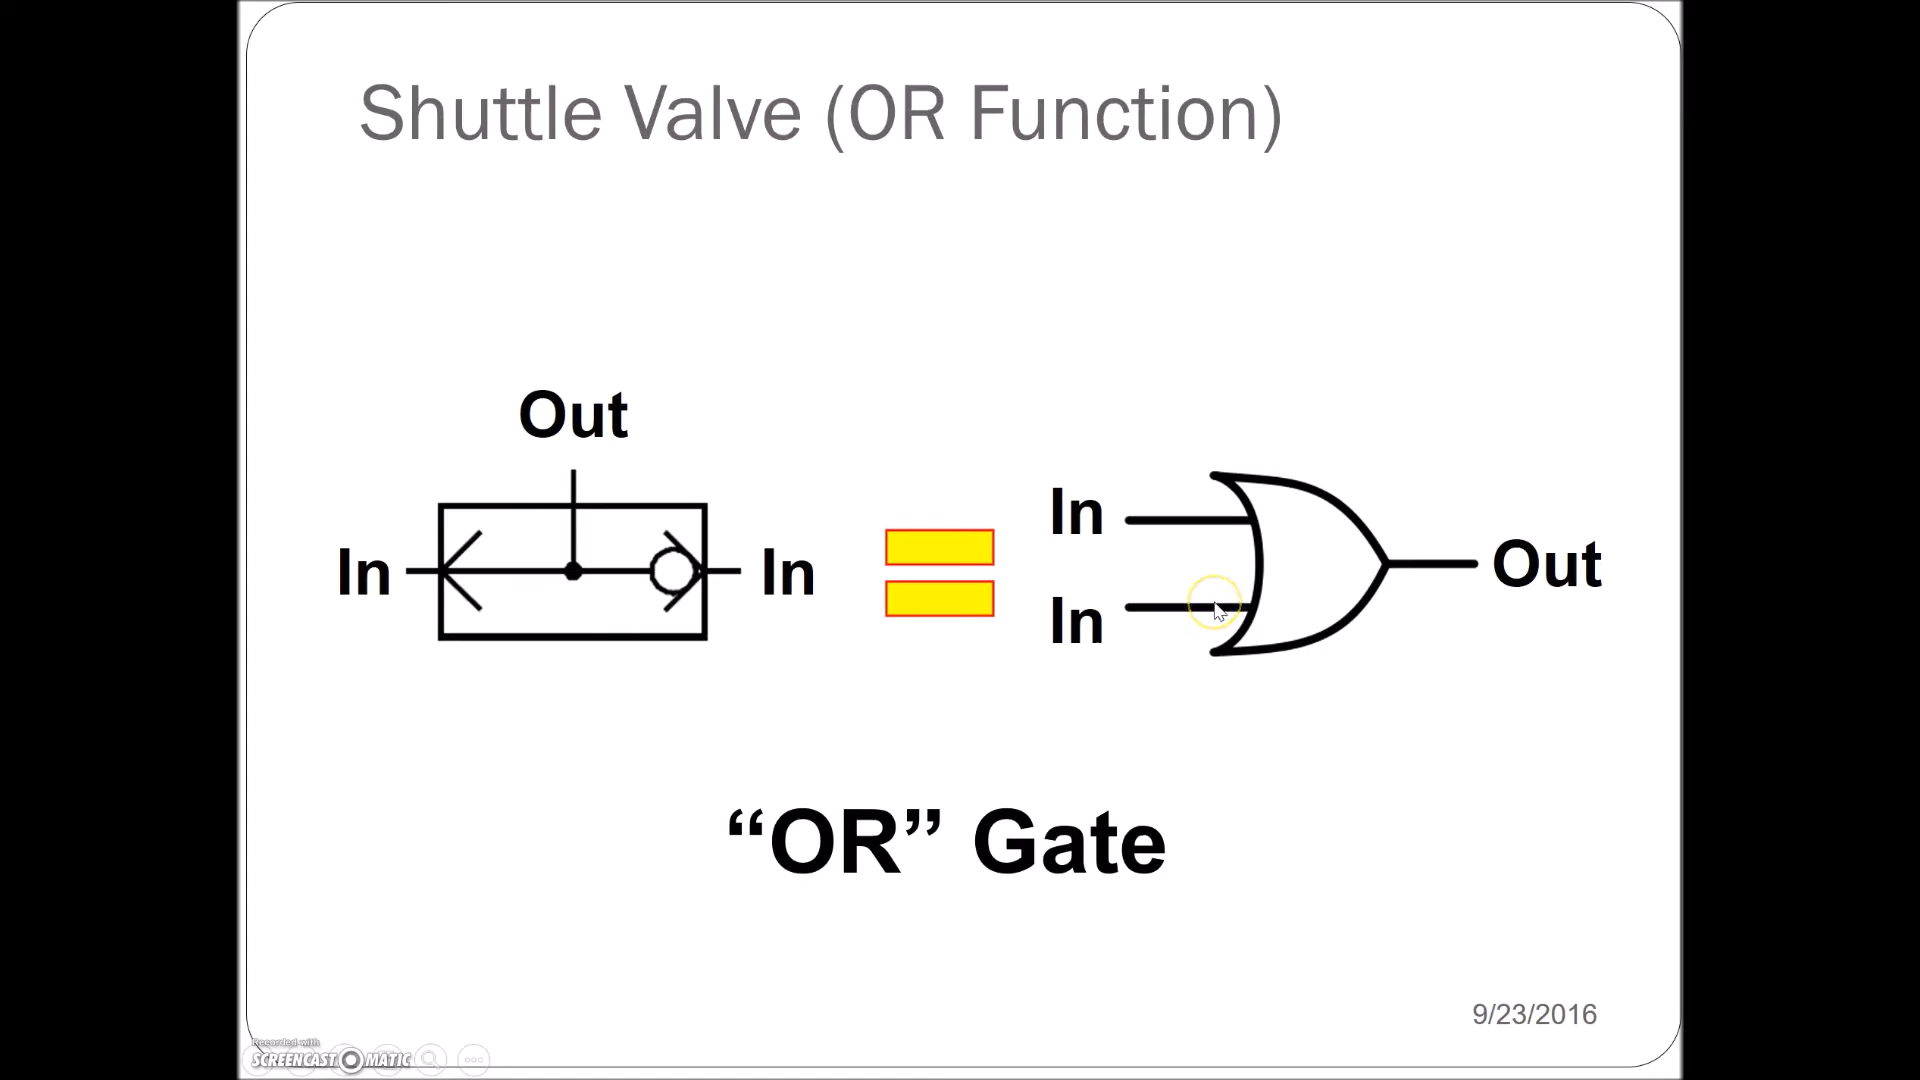 Shuttle Valve (OR Function)
Out
In
In
In
In
Out
“OR” Gate
9/23/2016
Recorded with
SCREENCAST MATIC